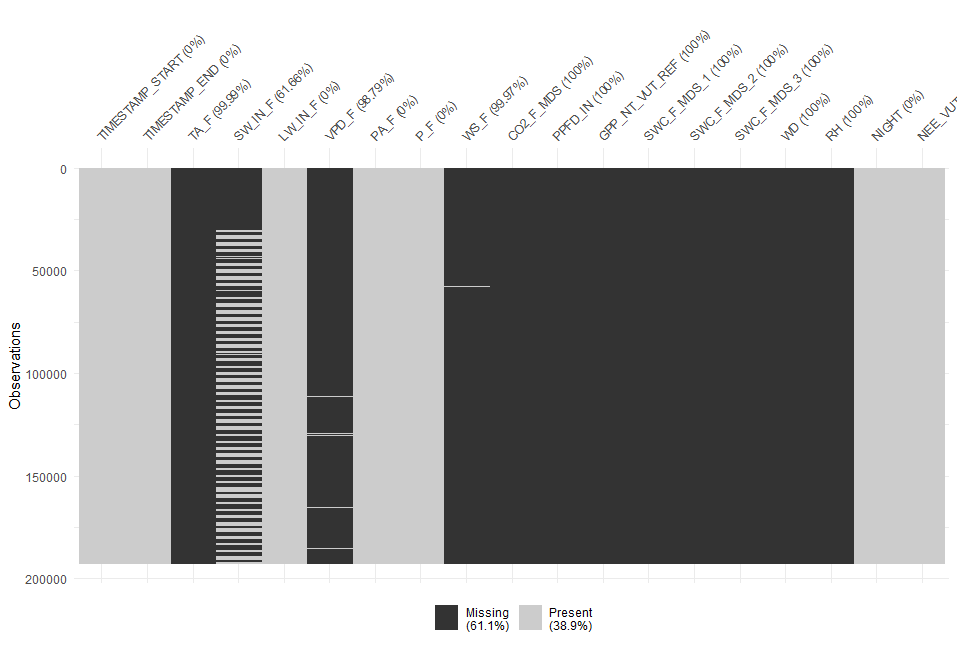 TIMESTAMP_START (0%)
TIMESTAMP_END (0%)
TA_F (99.99%)
SW_IN_F (61.66%)
LW_IN_F (0%)
VPD_F (98.79%)
PA_F (0%)
P_F (0%)
WS_F (99.97%)
CO2_F_MDS (100%)
PPFD_IN (100%)
GPP_NT_VUT_REF (100%)
SWC_F_MDS_1 (100%)
SWC_F_MDS_2 (100%)
SWC_F_MDS_3 (100%)
WD (100%)
RH (100%)
NIGHT (0%)
NEE_VUT
0
50000
100000
150000
200000
Observations
Missing
(61.1%)
Present
(38.9%)